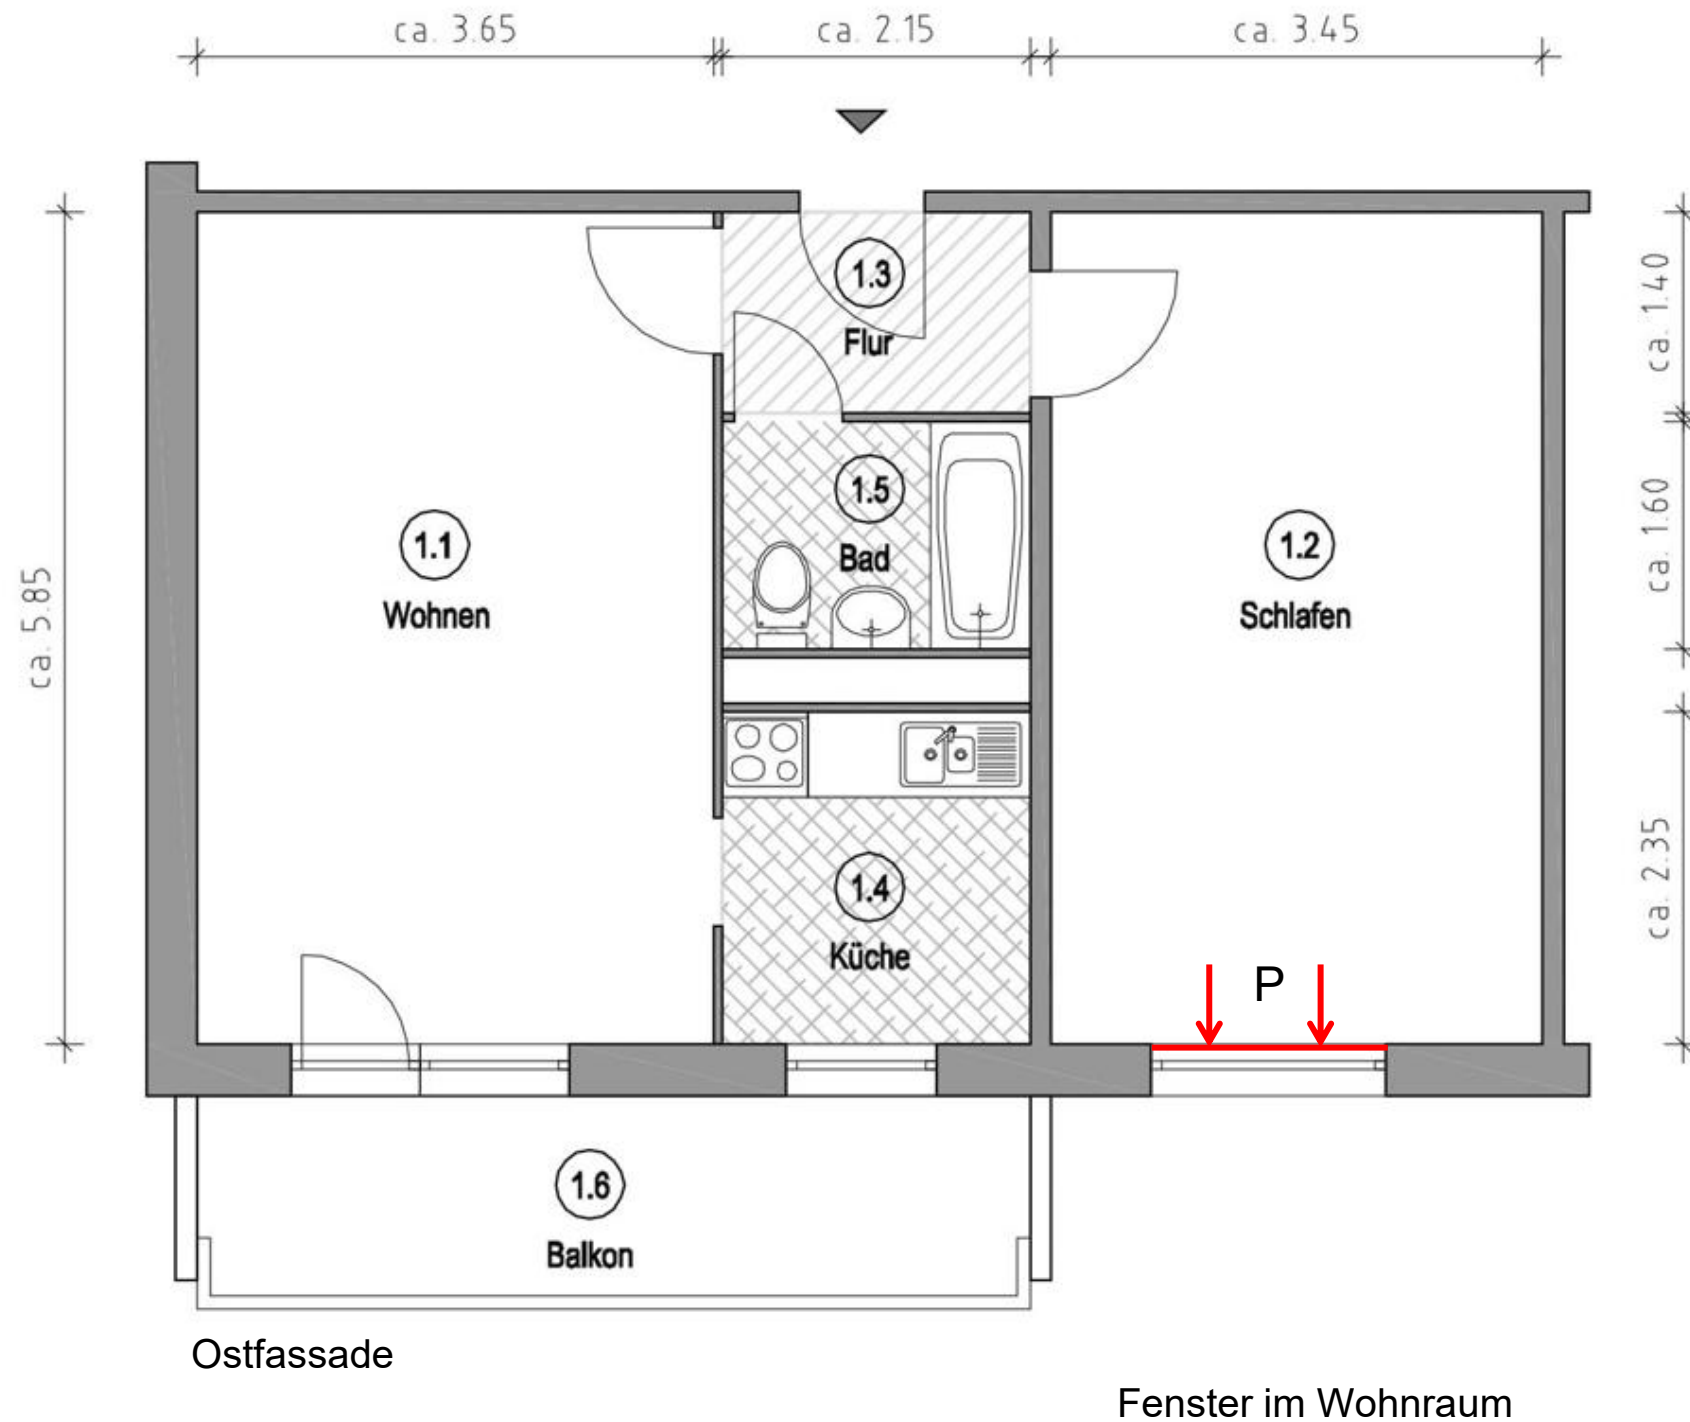 ca. 3.65
ca. 2.15
ca. 3.45
1.3
Flur
ca. 1.40
1.5
Bad
ca. 1.60
1.1
Wohnen
1.2
Schlafen
ca. 5.85
1.4
Küche
ca. 2.35
P
1.6
Balkon
Ostfassade
Fenster im Wohnraum